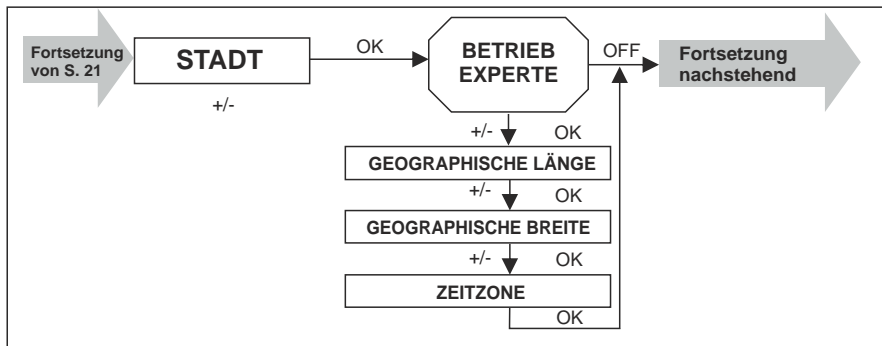 Fortsetzung
von S. 21
STADT
+/-
OK
BETRIEB
EXPERTE
OFF
Fortsetzung
nachstehend
+/- OK
GEOGRAPHISCHE LÄNGE
+/- OK
GEOGRAPHISCHE BREITE
+/- OK
ZEITZONE
OK